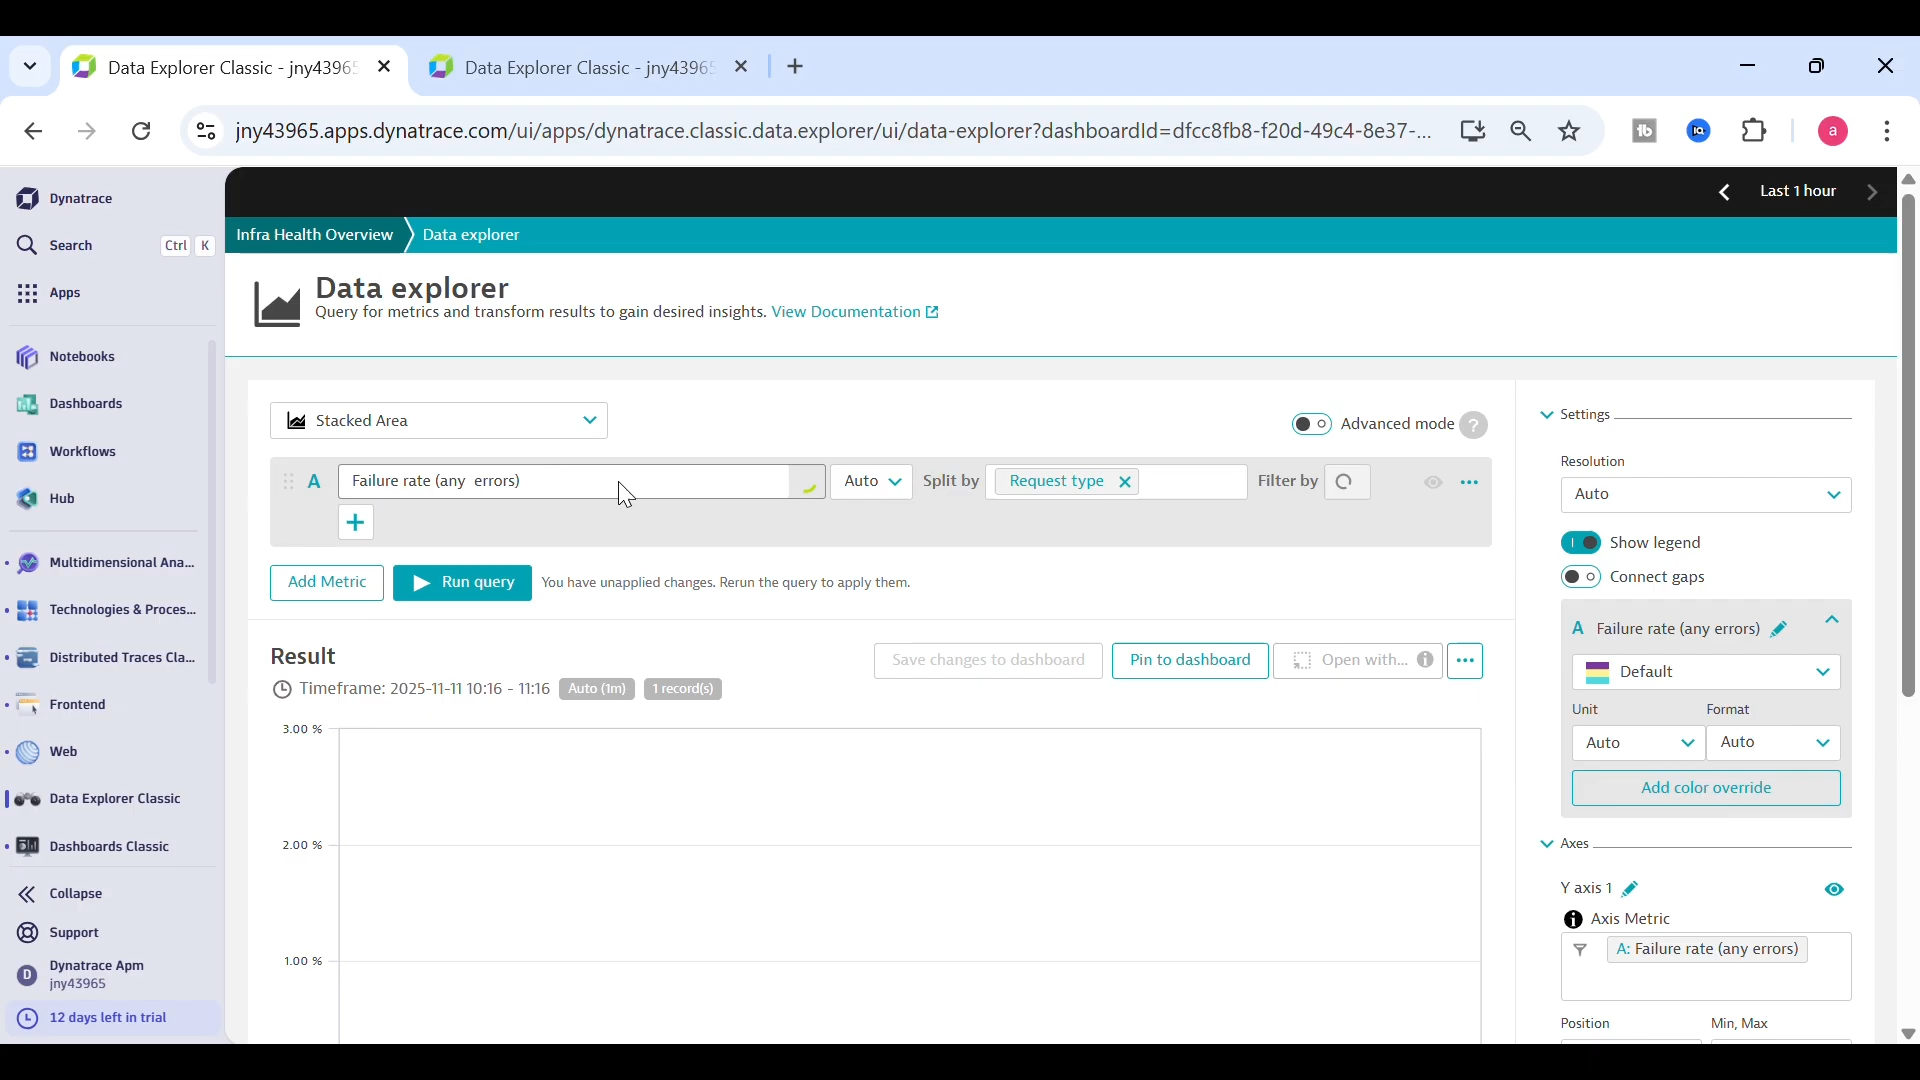 Data Explorer Classic - jny4396
Data Explorer Classic - jny4396
jny43965.apps.dynatrace.com/ui/apps/dynatrace.classic.data.explorer/ui/data-explorer?dashboardId=dfcc8fb8-f20d-49c4-8e37-...
tb
IQ
a
Dynatrace
Search Ctrl K
Apps
Notebooks
Dashboards
Workflows
Hub
Multidimensional Ana...
Technologies & Proces...
Distributed Traces Cla...
Frontend
Web
Data Explorer Classic
Dashboards Classic
Collapse
Support
D
Dynatrace Apm
jny43965
12 days left in trial
Last 1 hour
Infra Health Overview
Data explorer
Data explorer
Query for metrics and transform results to gain desired insights. View Documentation
Stacked Area
Advanced mode ?
A Failure rate (any errors) Auto Split by Request type Filter by
Add Metric
Run query
You have unapplied changes. Rerun the query to apply them.
Result
Save changes to dashboard
Pin to dashboard
Open with...
Timeframe: 2025-11-11 10:16 - 11:16 Auto (1m) 1 record(s)
3.00 %
2.00 %
1.00 %
Settings
Resolution
Auto
Show legend
Connect gaps
A Failure rate (any errors)
Default
Unit Format
Auto Auto
Add color override
Axes
Y axis 1
Axis Metric
A: Failure rate (any errors)
Position Min, Max